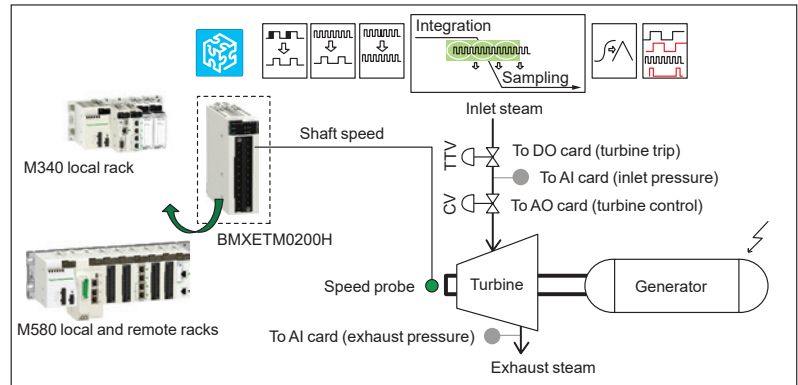 Integration
Sampling
Inlet steam
Shaft speed
TTV
To DO card (turbine trip)
M340 local rack
To AI card (inlet pressure)
CV
To AO card (turbine control)
BMXETM0200H
Speed probe
Turbine
Generator
M580 local and remote racks
To AI card (exhaust pressure)
Exhaust steam